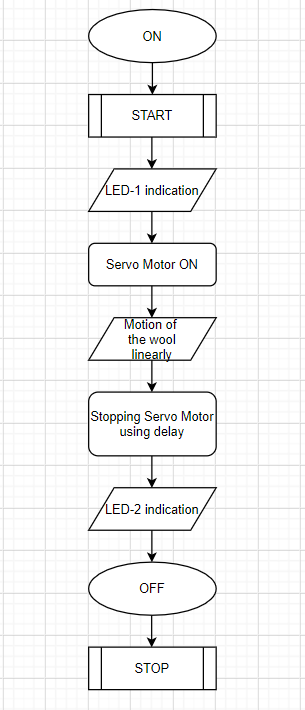 ON
START
LED-1 indication
Servo Motor ON
Motion of
the wool
linearly
Stopping Servo Motor
using delay
LED-2 indication
OFF
STOP